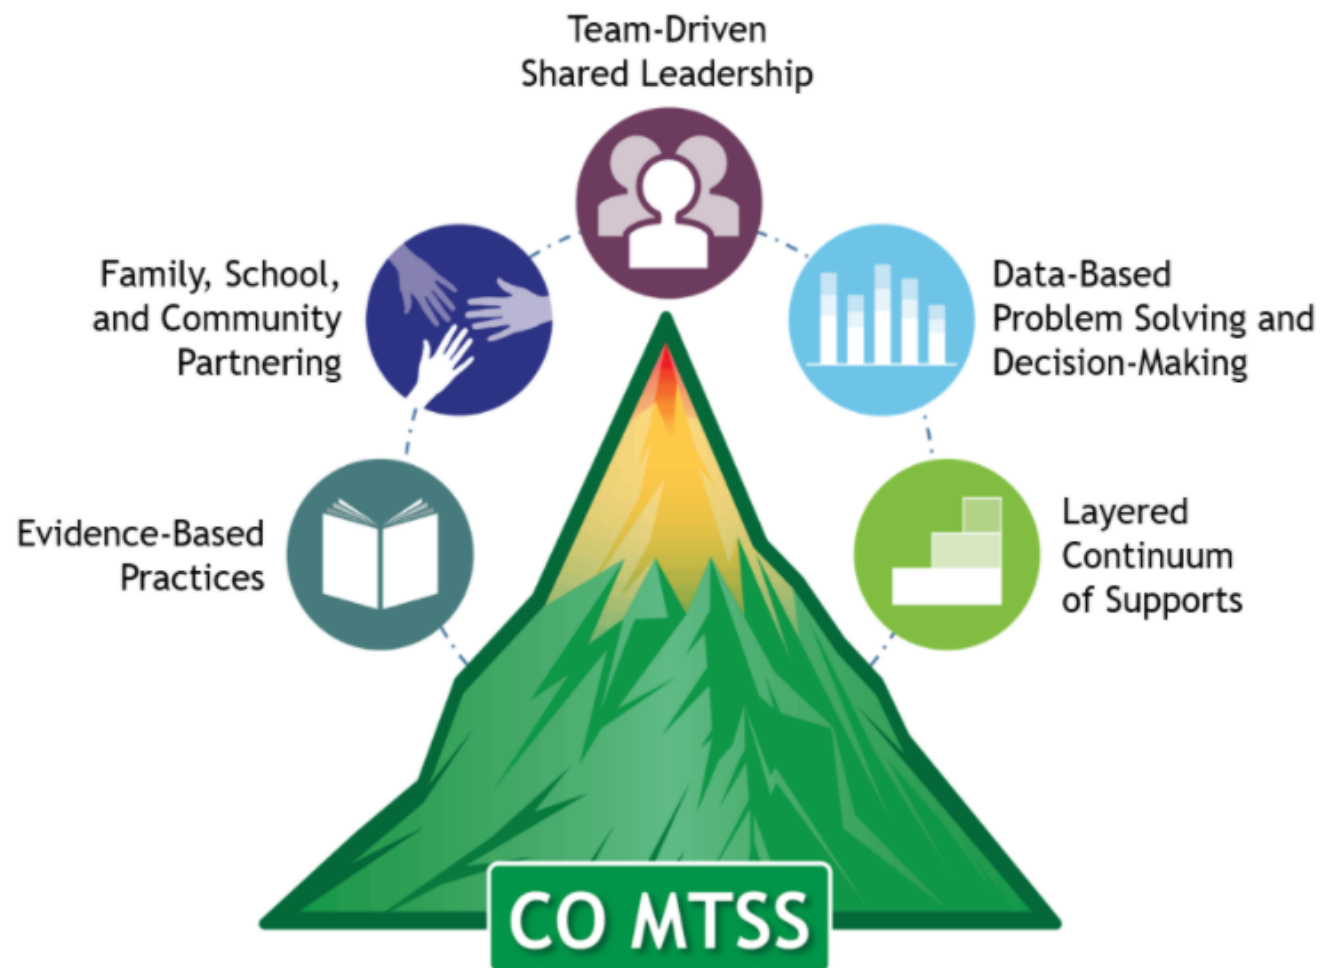 Team-Driven
Shared Leadership
Family, School,
and Community
Partnering
Data-Based
Problem Solving and
Decision-Making
Evidence-Based
Practices
Layered
Continuum
of Supports
CO MTSS